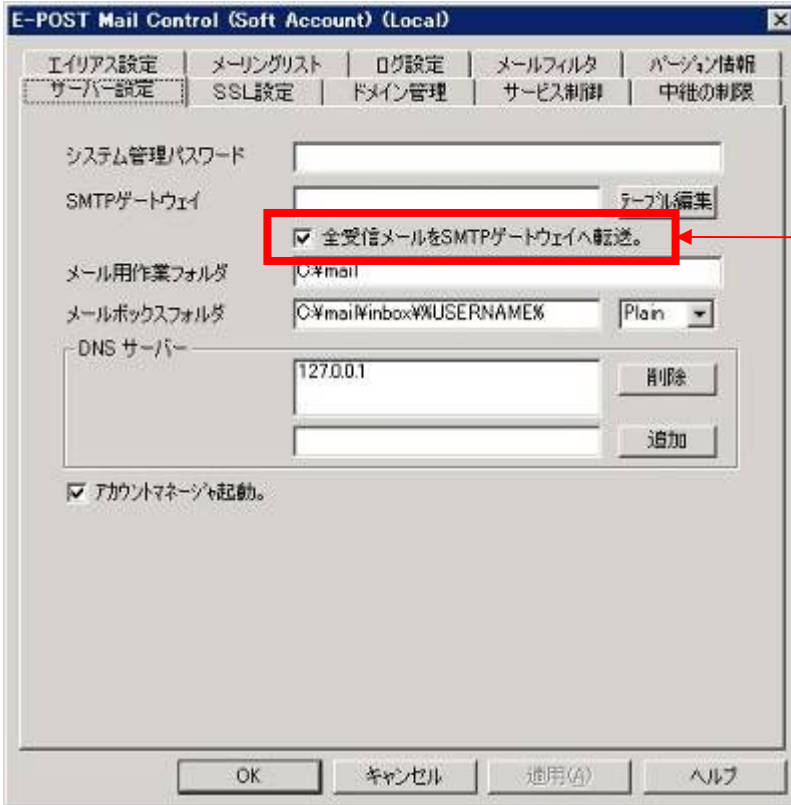 E-POST Mail Control (Soft Account) (Local)
エイリアス設定 メーリングリスト ログ設定 メールフィルタ バージョン情報
サーバー設定 SSL設定 ドメイン管理 サービス制御 中継の制限
システム管理パスワード
SMTPゲートウェイ テーブル編集
全受信メールをSMTPゲートウェイへ転送。
メール用作業フォルダ C:¥mail
メールボックスフォルダ C:¥mail¥inbox¥%USERNAME% Plain
DNS サーバー
127.0.0.1 削除
追加
アカウントマネージャ起動。
OK キャンセル 適用(A) ヘルプ